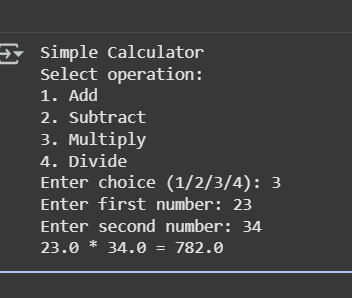 Simple Calculator
Select operation:
1. Add
2. Subtract
3. Multiply
4. Divide
Enter choice (1/2/3/4): 3
Enter first number: 23
Enter second number: 34
23.0 * 34.0 = 782.0